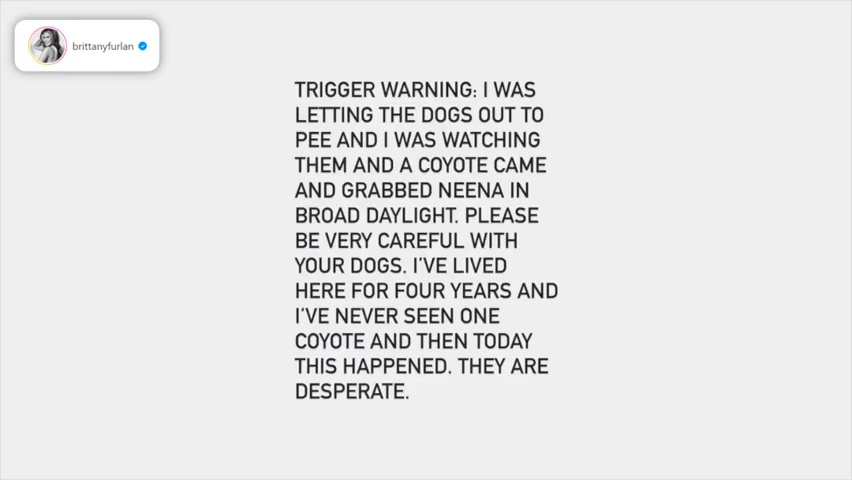 brittanyfurlan
TRIGGER WARNING: I WAS
LETTING THE DOGS OUT TO
PEE AND I WAS WATCHING
THEM AND A COYOTE CAME
AND GRABBED NEENA IN
BROAD DAYLIGHT. PLEASE
BE VERY CAREFUL WITH
YOUR DOGS. I'VE LIVED
HERE FOR FOUR YEARS AND
I'VE NEVER SEEN ONE
COYOTE AND THEN TODAY
THIS HAPPENED. THEY ARE
DESPERATE.